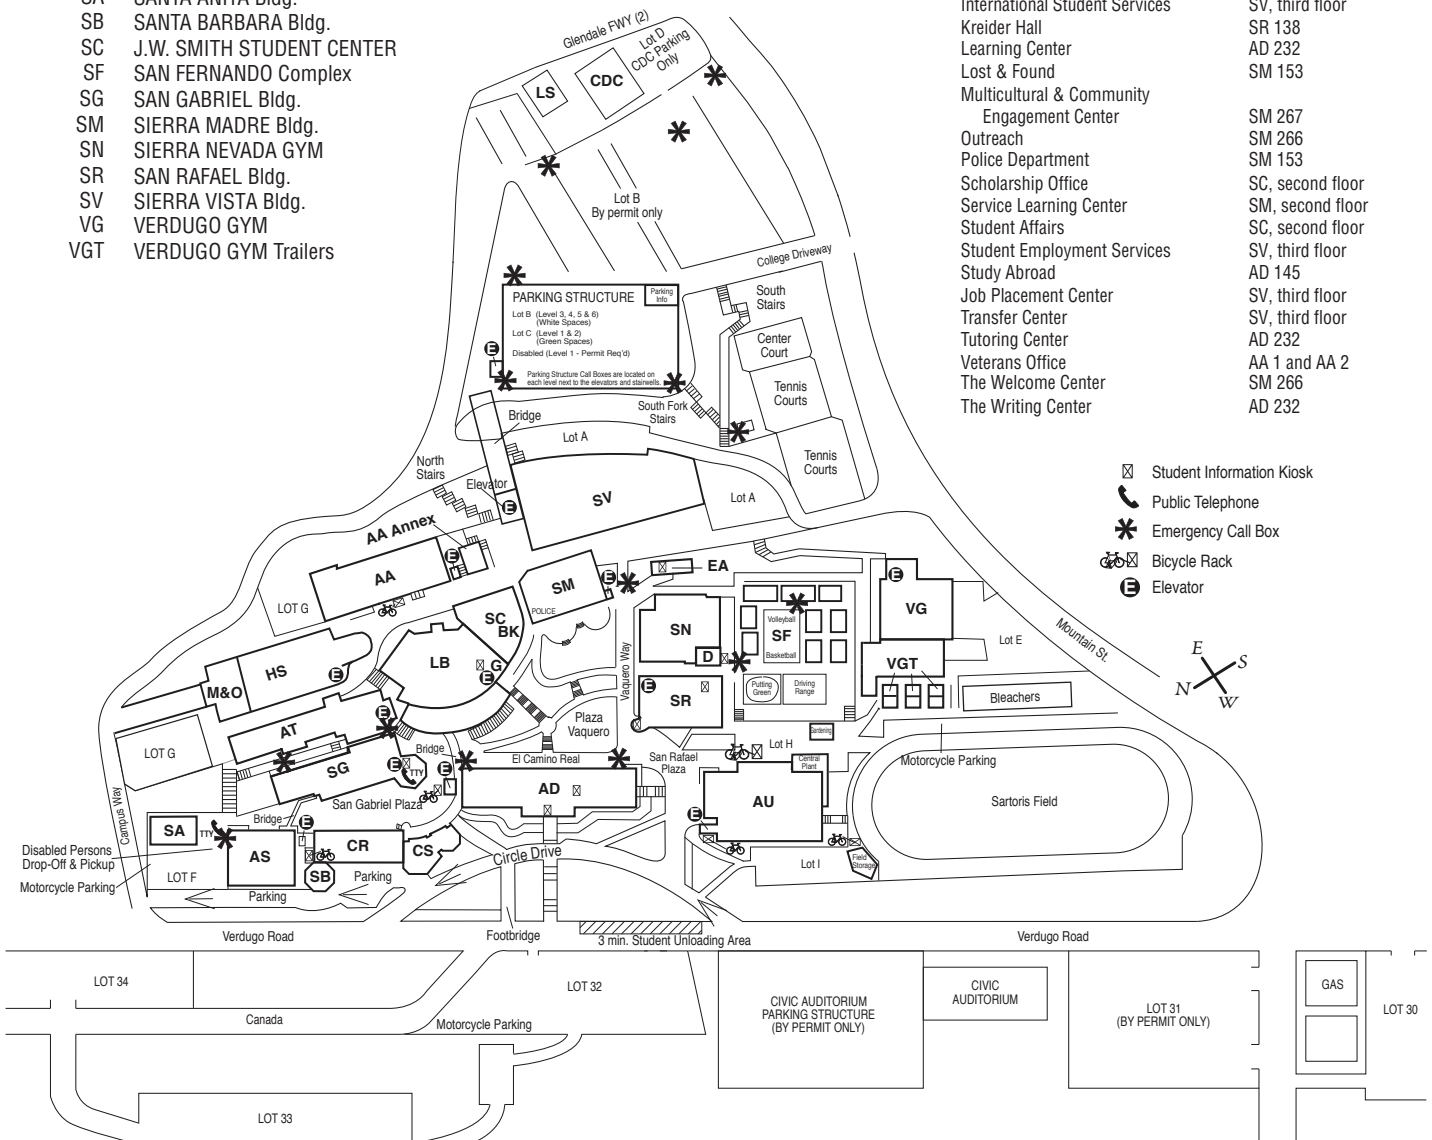 SANTA ANITA Bldg.
SB SANTA BARBARA Bldg.
SC J.W. SMITH STUDENT CENTER
SF SAN FERNANDO Complex
SG SAN GABRIEL Bldg.
SM SIERRA MADRE Bldg.
SN SIERRA NEVADA GYM
SR SAN RAFAEL Bldg.
SV SIERRA VISTA Bldg.
VG VERDUGO GYM
VGT VERDUGO GYM Trailers
International Student Services SV, third floor
Kreider Hall SR 138
Learning Center AD 232
Lost & Found SM 153
Multicultural & Community
Engagement Center SM 267
Outreach SM 266
Police Department SM 153
Scholarship Office SC, second floor
Service Learning Center SM, second floor
Student Affairs SC, second floor
Student Employment Services SV, third floor
Study Abroad AD 145
Job Placement Center SV, third floor
Transfer Center SV, third floor
Tutoring Center AD 232
Veterans Office AA 1 and AA 2
The Welcome Center SM 266
The Writing Center AD 232
Student Information Kiosk
Public Telephone
Emergency Call Box
Bicycle Rack
E Elevator
Glendale FWY (2)
Lot D
CDC Parking
Only
LS
CDC
Lot B
By permit only
College Driveway
PARKING STRUCTURE
Parking
Info
Lot B (Level 3, 4, 5 & 6)
(White Spaces)
Lot C (Level 1 & 2)
(Green Spaces)
Disabled (Level 1 - Permit Req'd)
Parking Structure Call Boxes are located on
each level next to the elevators and stairwells.
E
South
Stairs
Center
Court
Tennis
Courts
Tennis
Courts
Bridge
South Fork
Stairs
Lot A
North
Stairs
Elevator
E
SV
Lot A
AA Annex
AA
E
LOT G
SM
E
POLICE
EA
SC
BK
LB
G
E
HS
E
M&O
AT
E
LOT G
SG
E
TTY
Bridge
E
San Gabriel Plaza
Vaquero Way
Plaza
Vaquero
El Camino Real
AD
SN
D
Volleyball
SF
Basketball
Putting
Green
Driving
Range
SR
E
San Rafael
Plaza
Lot H
Gardening
Central
Plant
AU
E
E
VG
VGT
Lot E
Mountain St.
E
S
N
W
Bleachers
Motorcycle Parking
Sartoris Field
Field
Storage
Lot I
Campus Way
SA
TTY
Bridge
E
AS
CR
CS
SB
Disabled Persons
Drop-Off & Pickup
Motorcycle Parking
LOT F
Parking
Parking
Circle Drive
Footbridge
3 min. Student Unloading Area
Verdugo Road
Verdugo Road
LOT 34
Canada
LOT 32
Motorcycle Parking
LOT 33
CIVIC AUDITORIUM
PARKING STRUCTURE
(BY PERMIT ONLY)
CIVIC
AUDITORIUM
LOT 31
(BY PERMIT ONLY)
GAS
LOT 30